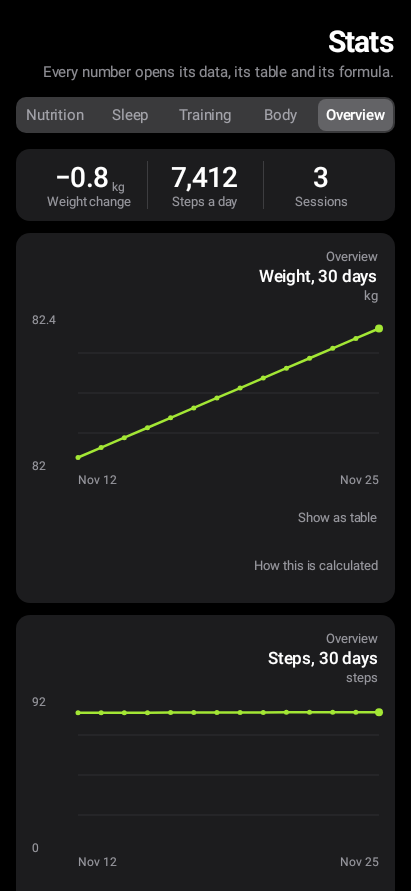 Stats
Every number opens its data, its table and its formula.
Nutrition Sleep Training Body Overview
−0.8 kg 7,412 3
Weight change Steps a day Sessions
Overview
Weight, 30 days
kg
82.4
82
Nov 12 Nov 25
Show as table
How this is calculated
Overview
Steps, 30 days
steps
92
0
Nov 12 Nov 25